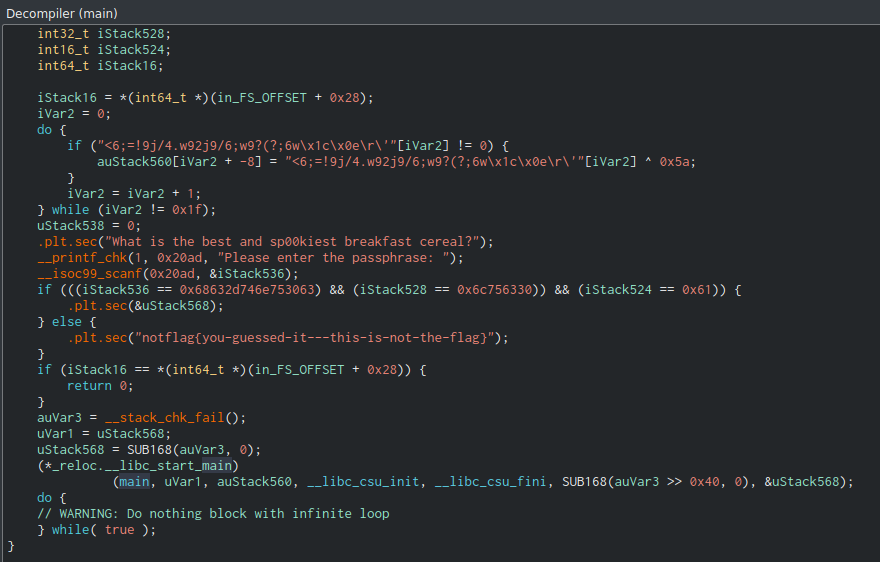 Decompiler (main)
int32_t iStack528;
int16_t iStack524;
int64_t iStack16;
iStack16 = *(int64_t *)(in_FS_OFFSET + 0x28);
iVar2 = 0;
do {
if ("<6;=!9j/4.w92j9/6;w9?(?;6w\x1c\x0e\r\'"[iVar2] != 0) {
auStack560[iVar2 + -8] = "<6;=!9j/4.w92j9/6;w9?(?;6w\x1c\x0e\r\'"[iVar2] ^ 0x5a;
}
iVar2 = iVar2 + 1;
} while (iVar2 != 0x1f);
uStack538 = 0;
.plt.sec("What is the best and sp00kiest breakfast cereal?");
__printf_chk(1, 0x20ad, "Please enter the passphrase: ");
__isoc99_scanf(0x20ad, &iStack536);
if (((iStack536 == 0x68632d746e753063) && (iStack528 == 0x6c756330)) && (iStack524 == 0x61)) {
.plt.sec(&uStack568);
} else {
.plt.sec("notflag{you-guessed-it---this-is-not-the-flag}");
}
if (iStack16 == *(int64_t *)(in_FS_OFFSET + 0x28)) {
return 0;
}
auVar3 = __stack_chk_fail();
uVar1 = uStack568;
uStack568 = SUB168(auVar3, 0);
(*_reloc.__libc_start_main)
(main, uVar1, auStack560, __libc_csu_init, __libc_csu_fini, SUB168(auVar3 >> 0x40, 0), &uStack568);
do {
// WARNING: Do nothing block with infinite loop
} while( true );
}